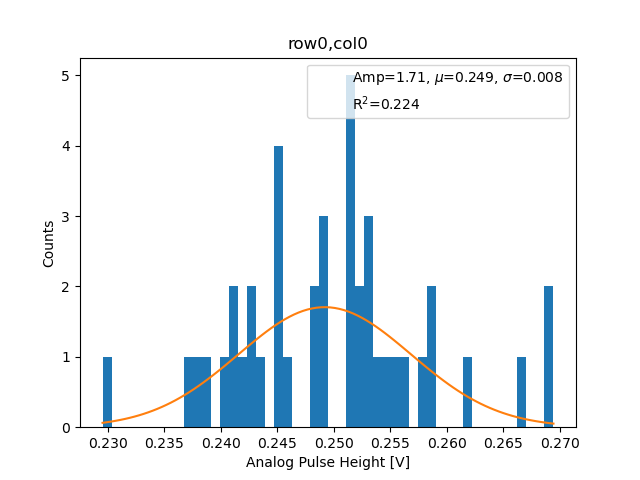 row0,col0
Amp=1.71, μ=0.249, σ=0.008
R²=0.224
5
4
3
2
1
0
Counts
0.230 0.235 0.240 0.245 0.250 0.255 0.260 0.265 0.270
Analog Pulse Height [V]